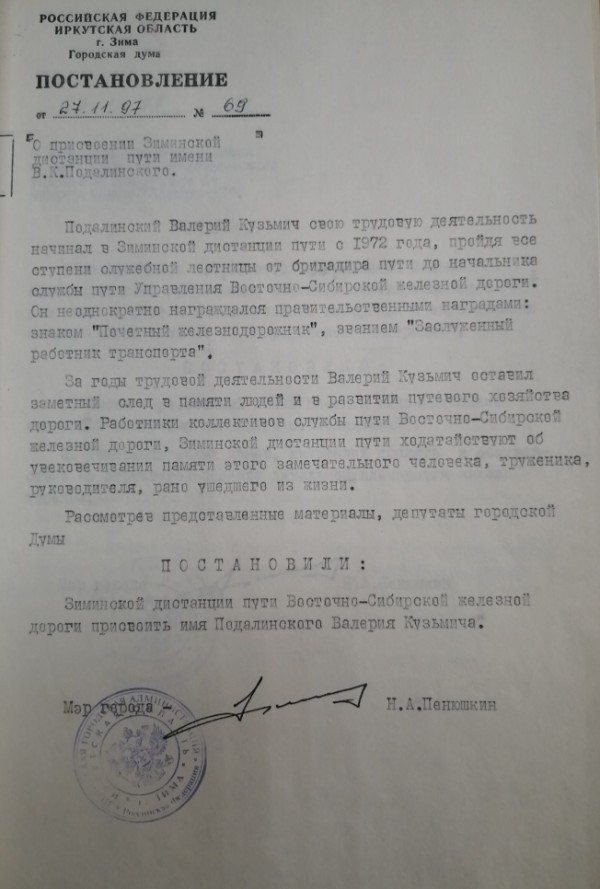 РОССИЙСКАЯ ФЕДЕРАЦИЯ
ИРКУТСКАЯ ОБЛАСТЬ
г. Зима
Городская дума
ПОСТАНОВЛЕНИЕ
от 27.11.97 № 69
О присвоении Зиминской
дистанции пути имени
В.К.Подалинского.
Подалинский Валерий Кузьмич свою трудовую деятельность
начинал в Зиминской дистанции пути с 1972 года, пройдя все
ступени служебной лестницы от бригадира пути до начальника
службы пути Управления Восточно-Сибирской железной дороги.
Он неоднократно награждался правительственными наградами:
знаком "Почетный железнодорожник", званием "Заслуженный
работник транспорта".
За годы трудовой деятельности Валерий Кузьмич оставил
заметный след в памяти людей и в развитии путевого хозяйства
дороги. Работники коллективов службы пути Восточно-Сибирской
железной дороги, Зиминской дистанции пути ходатайствуют об
увековечивании памяти этого замечательного человека, труженика,
руководителя, рано ушедшего из жизни.
Рассмотрев представленные материалы, депутаты городской
Думы
ПОСТАНОВИЛИ:
Зиминской дистанции пути Восточно-Сибирской железной
дороги присвоить имя Подалинского Валерия Кузьмича.
Мэр города - Н.А.Пенюшкин